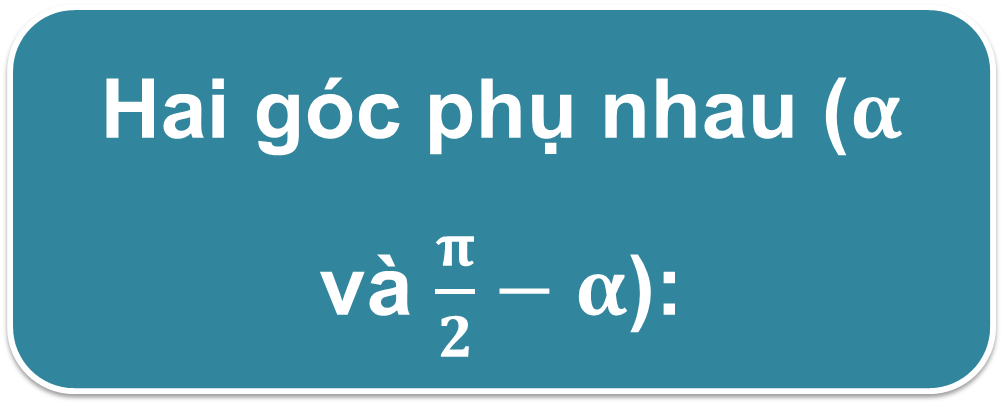 Hai góc phụ nhau (α
và π/2 − α):